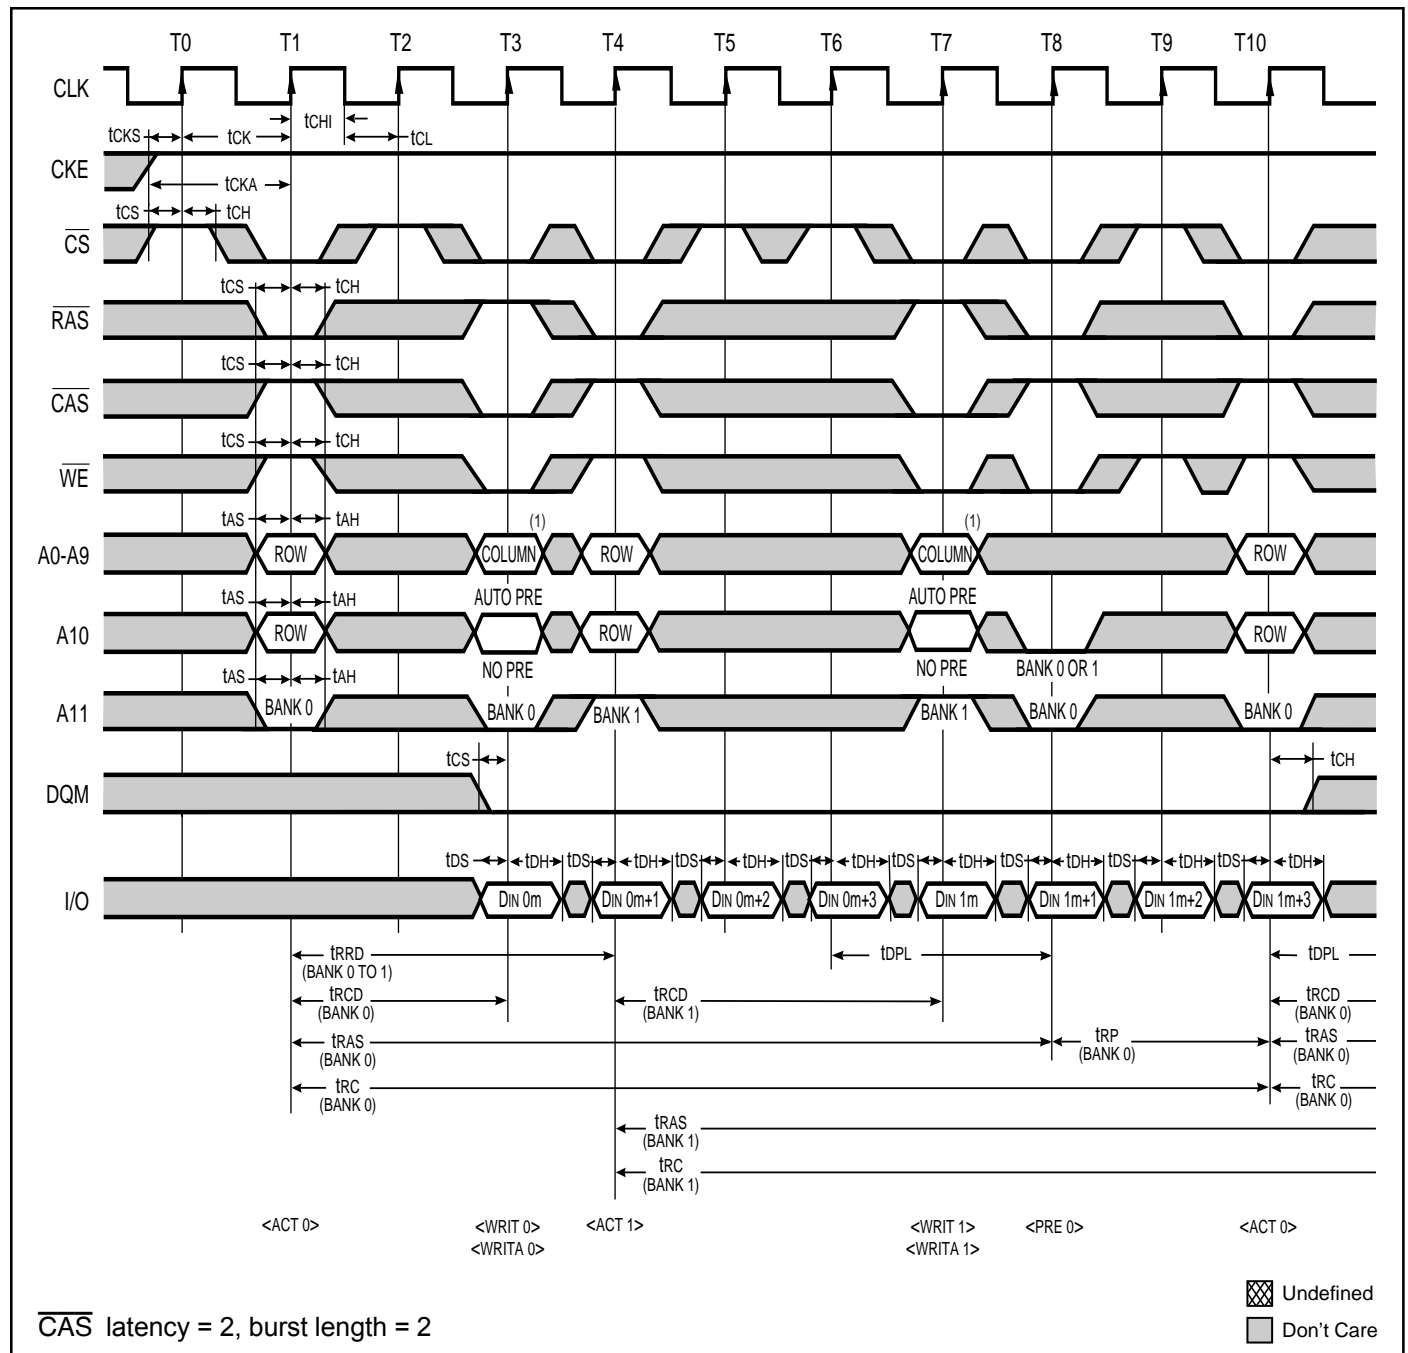 T0 T1 T2 T3 T4 T5 T6 T7 T8 T9 T10
CLK
tCHI
tCKS tCK tCL
CKE
tCKA
tCS tCH
CS
tCS tCH
RAS
tCS tCH
CAS
tCS tCH
WE
tAS tAH (1) (1)
A0-A9 ROW COLUMN ROW COLUMN ROW
tAS tAH AUTO PRE AUTO PRE
A10 ROW ROW ROW
NO PRE NO PRE BANK 0 OR 1
tAS tAH
A11 BANK 0 BANK 0 BANK 1 BANK 1 BANK 0 BANK 0
tCS tCH
DQM
tDS tDH tDS tDH tDS tDH tDS tDH tDS tDH tDS tDH tDS tDH tDS tDH
I/O DIN 0m DIN 0m+1 DIN 0m+2 DIN 0m+3 DIN 1m DIN 1m+1 DIN 1m+2 DIN 1m+3
tRRD tDPL tDPL
(BANK 0 TO 1)
tRCD tRCD tRCD
(BANK 0) (BANK 1) (BANK 0)
tRAS tRP tRAS
(BANK 0) (BANK 0) (BANK 0)
tRC tRC
(BANK 0) (BANK 0)
tRAS
(BANK 1)
tRC
(BANK 1)
<ACT 0> <WRIT 0> <ACT 1> <WRIT 1> <PRE 0> <ACT 0>
<WRITA 0> <WRITA 1>
Undefined
CAS latency = 2, burst length = 2
Don't Care